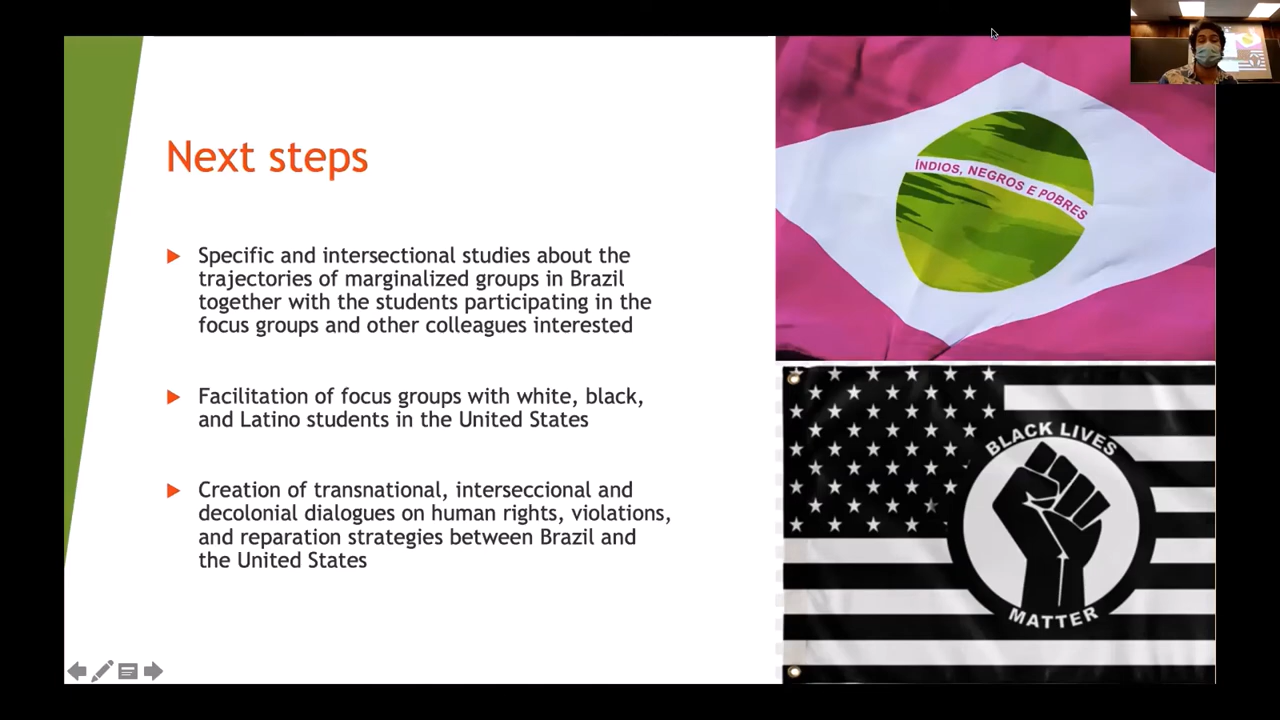 Next steps
Specific and intersectional studies about the
trajectories of marginalized groups in Brazil
together with the students participating in the
focus groups and other colleagues interested
Facilitation of focus groups with white, black,
and Latino students in the United States
Creation of transnational, interseccional and
decolonial dialogues on human rights, violations,
and reparation strategies between Brazil and
the United States
ÍNDIOS, NEGROS E POBRES
BLACK LIVES
MATTER